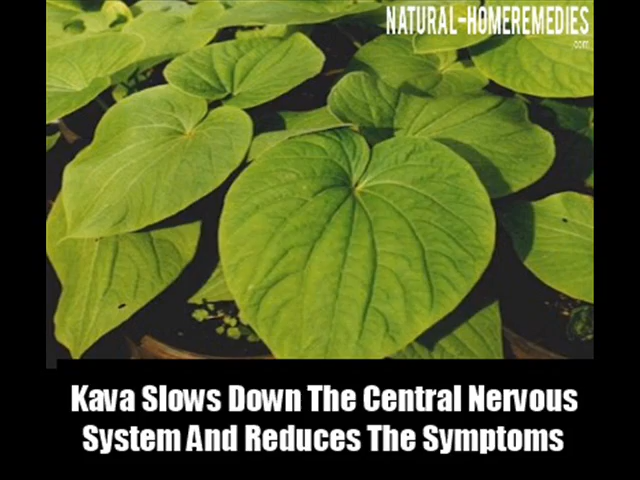 NATURAL-HOMEREMEDIES
.com
Kava Slows Down The Central Nervous
System And Reduces The Symptoms